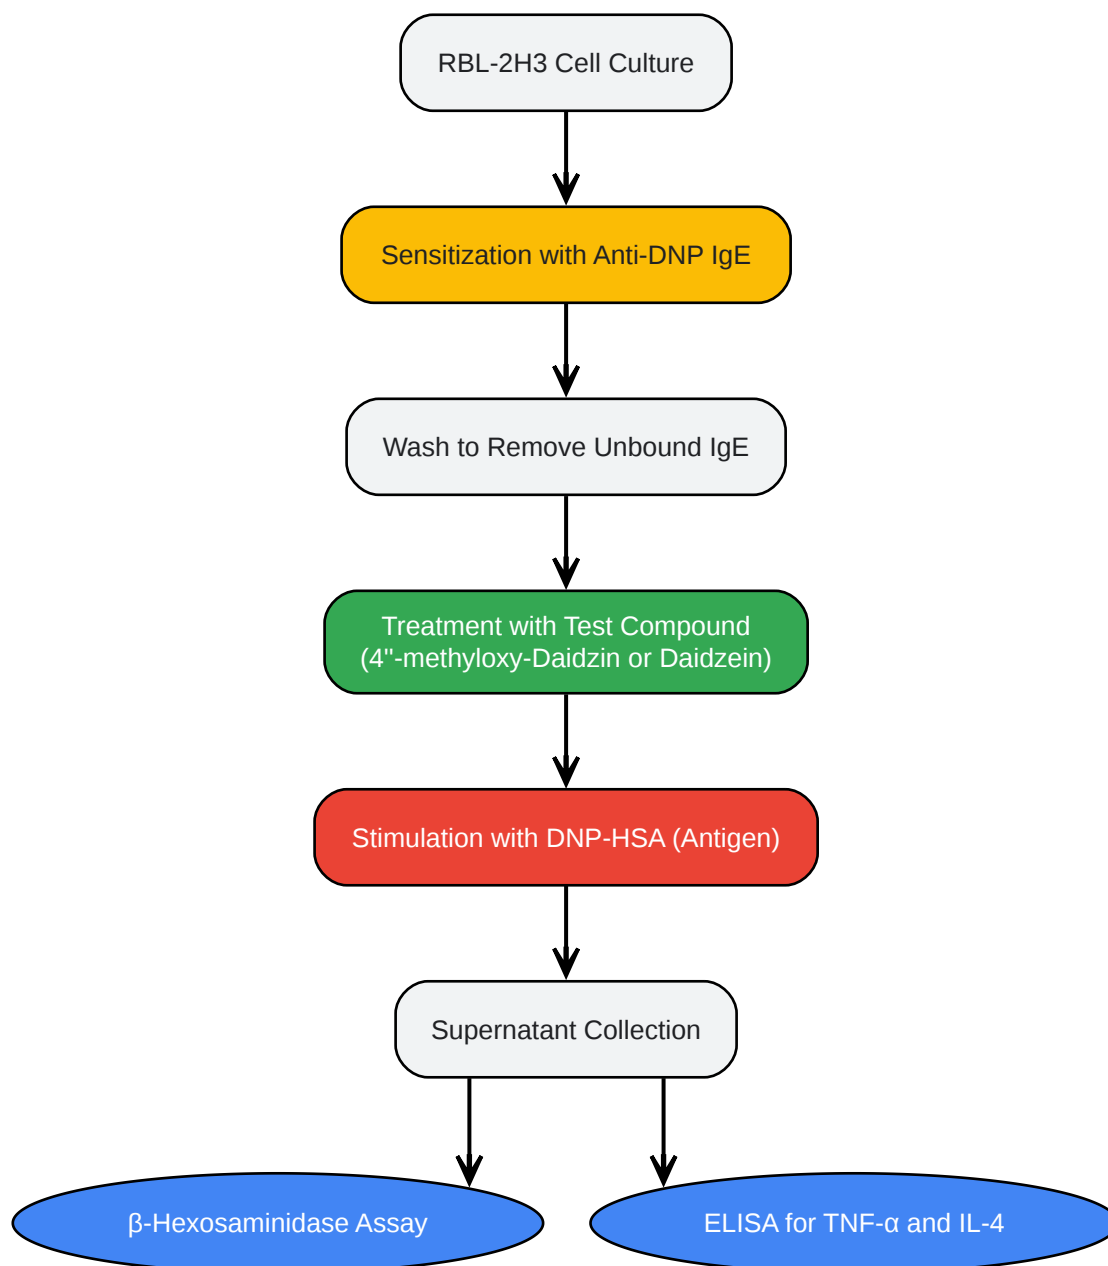 RBL-2H3 Cell Culture
Sensitization with Anti-DNP IgE
Wash to Remove Unbound IgE
Treatment with Test Compound
(4"-methyloxy-Daidzin or Daidzein)
Stimulation with DNP-HSA (Antigen)
Supernatant Collection
β-Hexosaminidase Assay
ELISA for TNF-α and IL-4